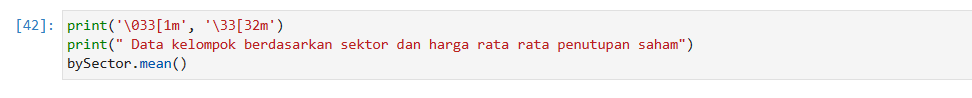 [42]: print('\033[1m', '\33[32m')
print(" Data kelompok berdasarkan sektor dan harga rata rata penutupan saham")
bySector.mean()